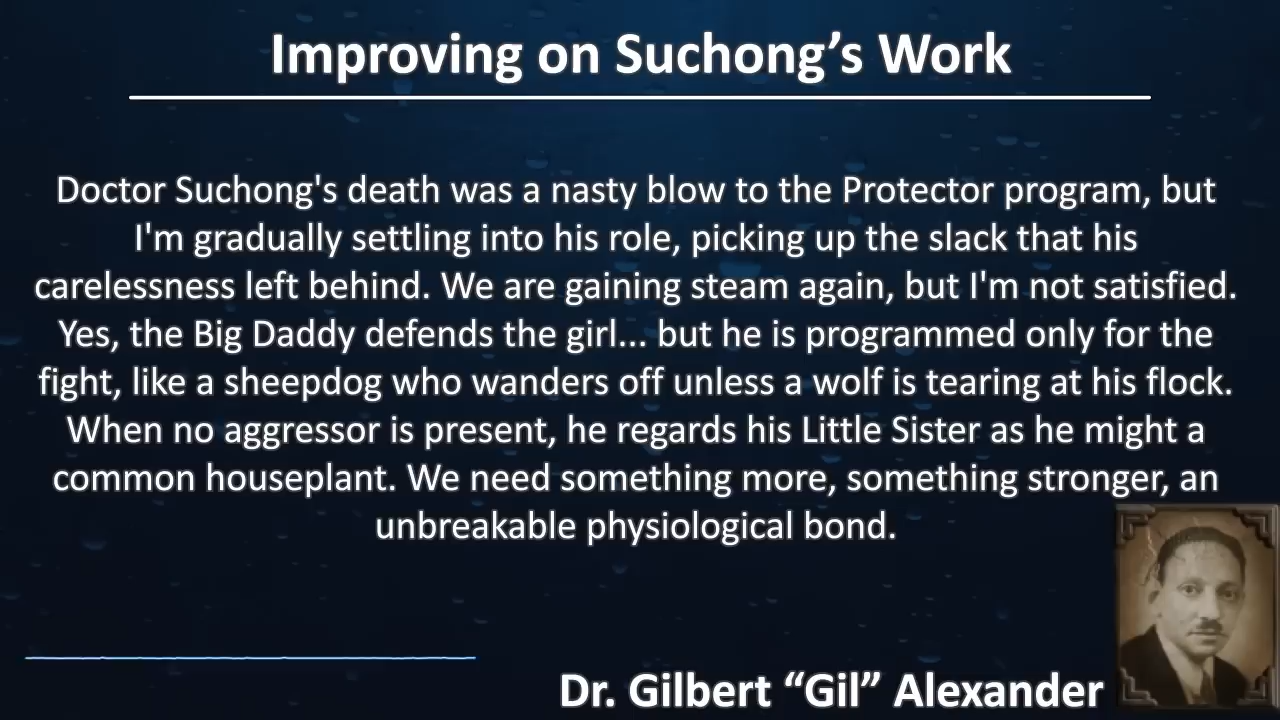 Improving on Suchong’s Work
Doctor Suchong's death was a nasty blow to the Protector program, but
I'm gradually settling into his role, picking up the slack that his
carelessness left behind. We are gaining steam again, but I'm not satisfied.
Yes, the Big Daddy defends the girl... but he is programmed only for the
fight, like a sheepdog who wanders off unless a wolf is tearing at his flock.
When no aggressor is present, he regards his Little Sister as he might a
common houseplant. We need something more, something stronger, an
unbreakable physiological bond.
Dr. Gilbert “Gil” Alexander